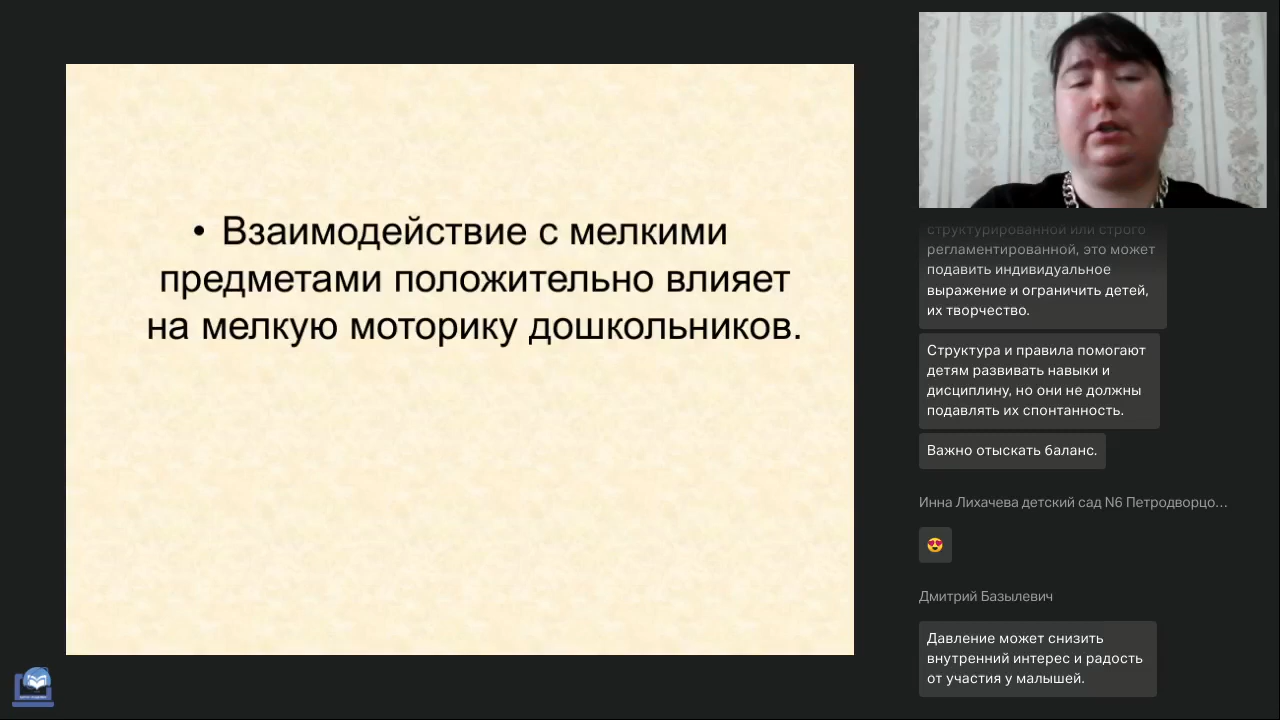 • Взаимодействие с мелкими
предметами положительно влияет
на мелкую моторику дошкольников.
структурированной или строго
регламентированной, это может
подавить индивидуальное
выражение и ограничить детей,
их творчество.
Структура и правила помогают
детям развивать навыки и
дисциплину, но они не должны
подавлять их спонтанность.
Важно отыскать баланс.
Инна Лихачева детский сад N6 Петродворцо...
😍
Дмитрий Базылевич
Давление может снизить
внутренний интерес и радость
от участия у малышей.